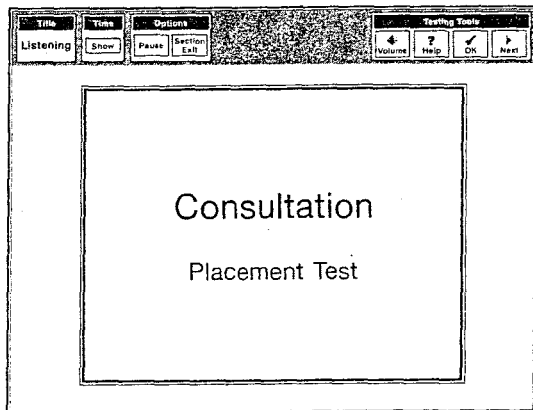 Title
Listening
Time
Show
Options
Pause
Section
Exit
Testing Tools
Volume
?
Help
OK
Next
Consultation
Placement Test